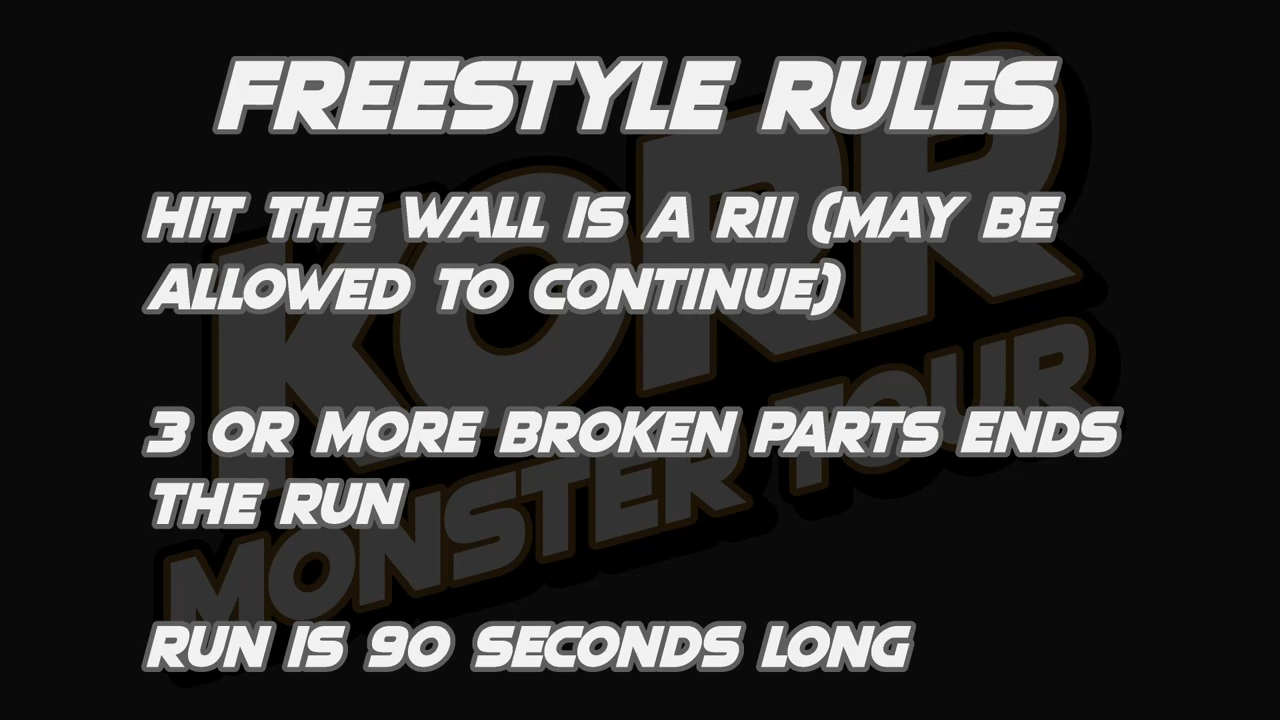 FREESTYLE RULES
HIT THE WALL IS A RII (MAY BE
ALLOWED TO CONTINUE)
3 OR MORE BROKEN PARTS ENDS
THE RUN
RUN IS 90 SECONDS LONG
KORR
MONSTER TOUR